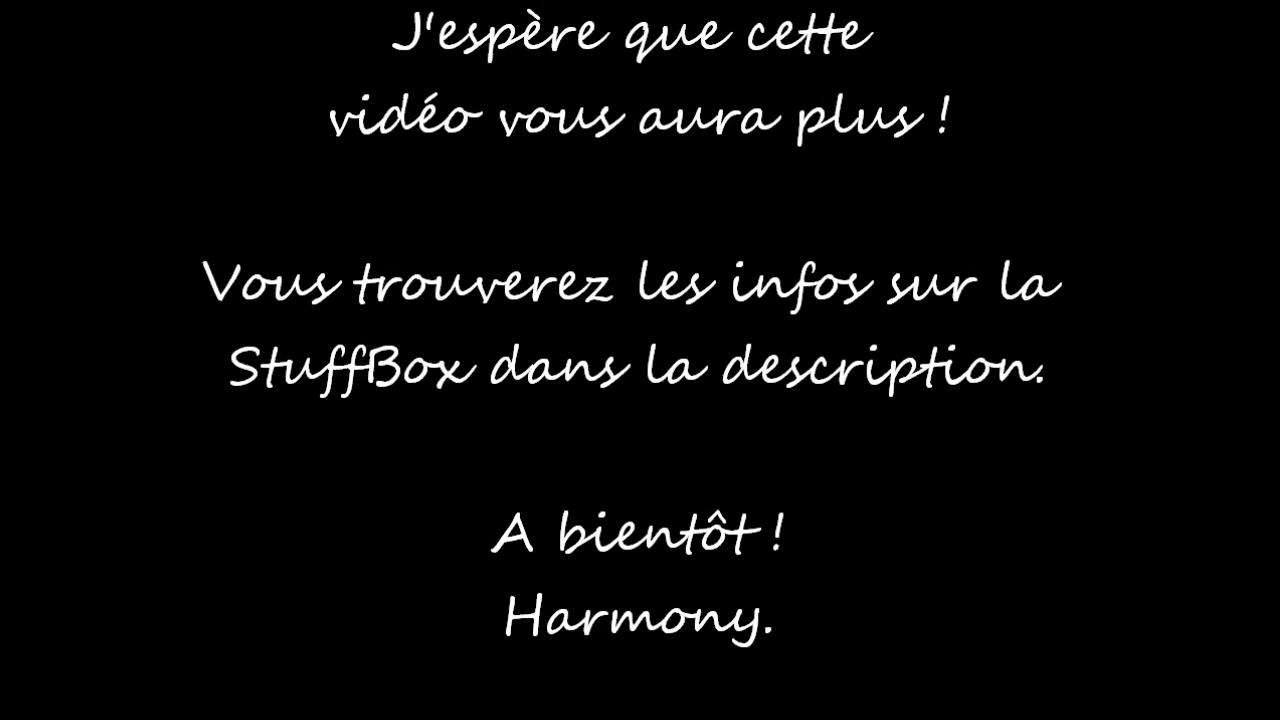 J'espère que cette
vidéo vous aura plus !
Vous trouverez les infos sur la
StuffBox dans la description.
A bientôt !
Harmony.